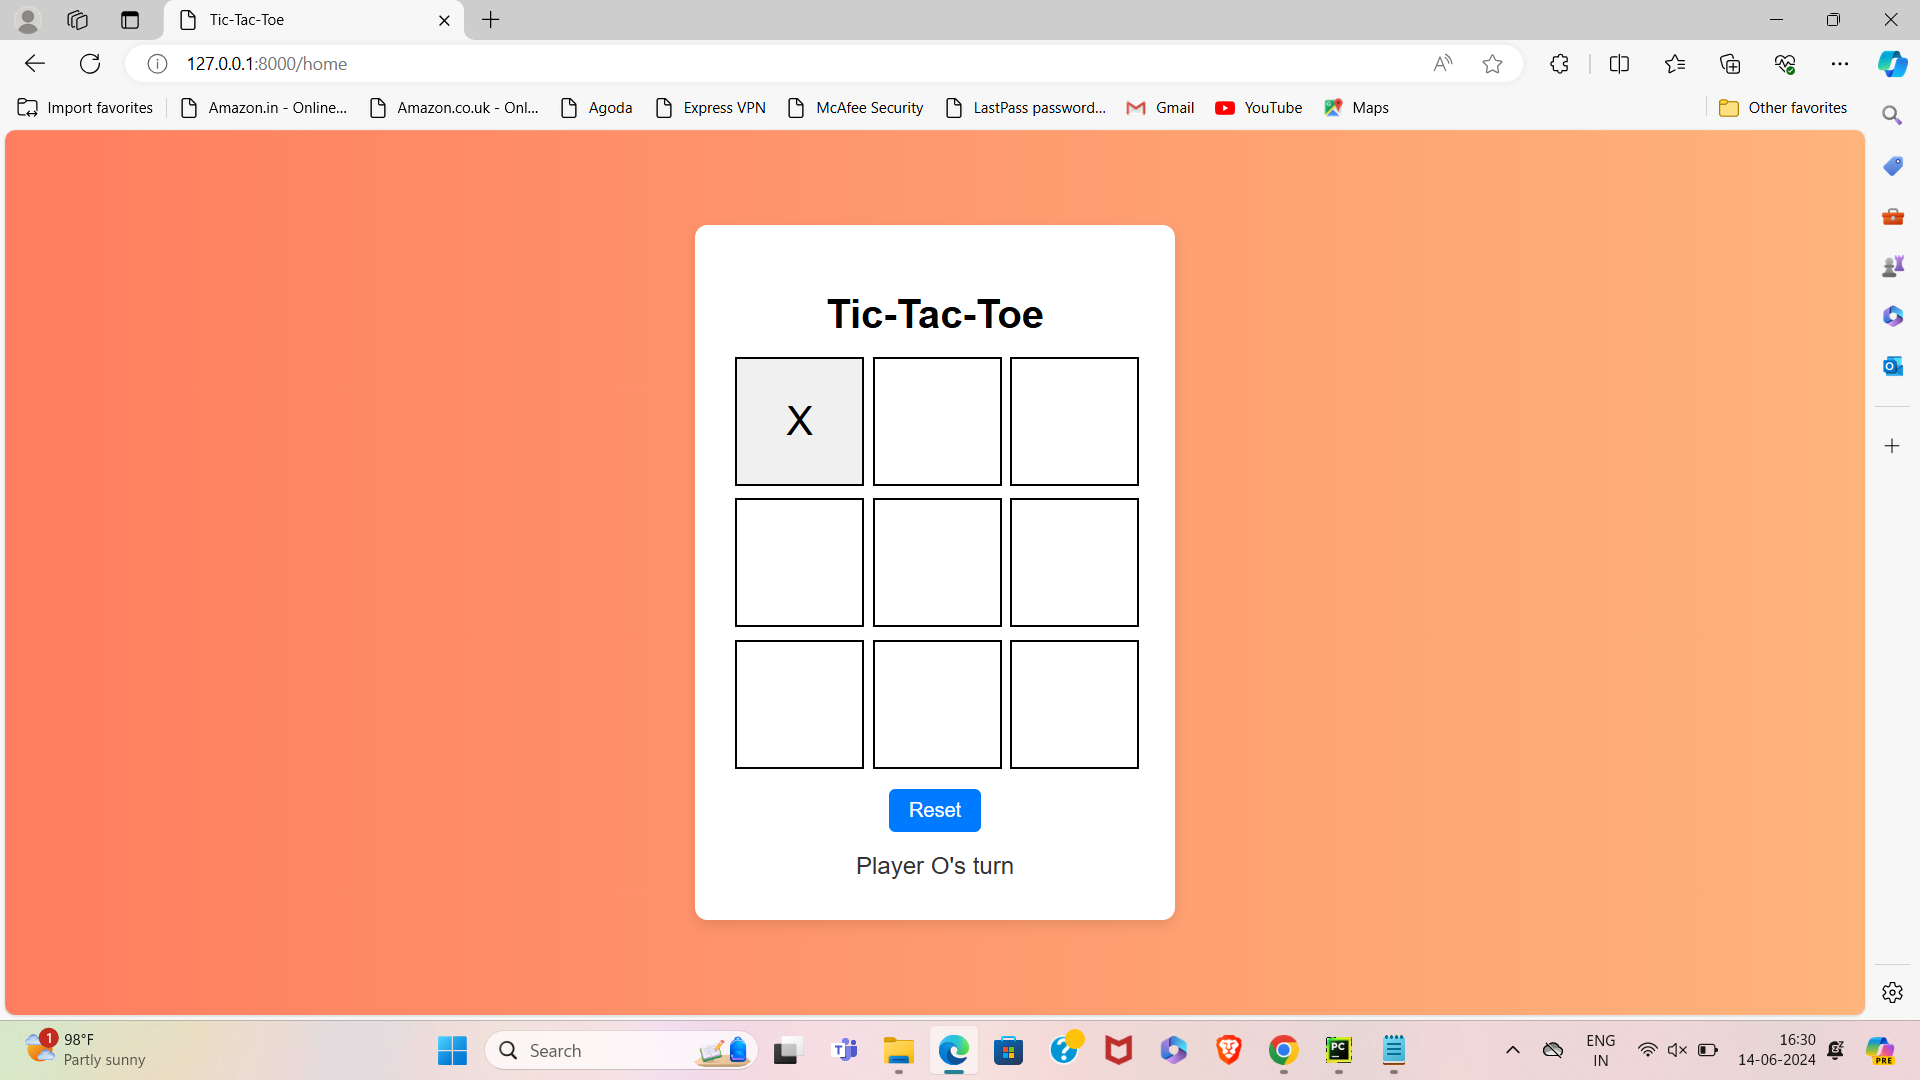 Tic-Tac-Toe
127.0.0.1:8000/home
Import favorites Amazon.in - Online... Amazon.co.uk - Onl... Agoda Express VPN McAfee Security LastPass password... Gmail YouTube Maps Other favorites
Tic-Tac-Toe
X
Reset
Player O's turn
1 98°F
Partly sunny
Search
PC
ENG
IN
16:30
14-06-2024
PRE